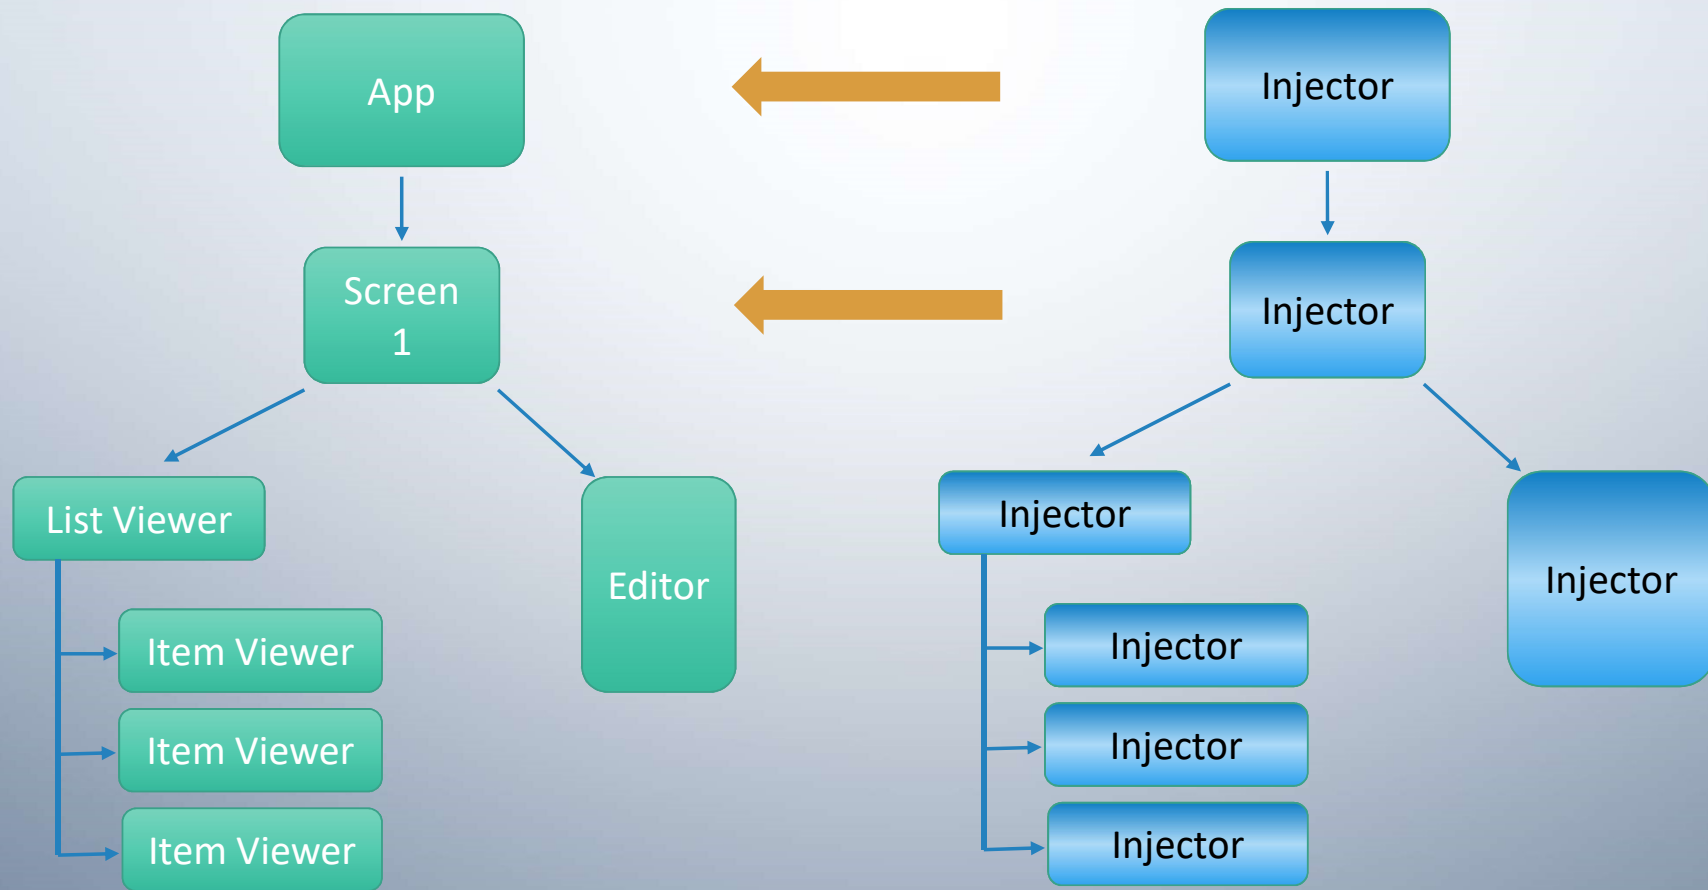 App
Injector
Screen
1
Injector
List Viewer
Editor
Injector
Injector
Item Viewer
Item Viewer
Item Viewer
Injector
Injector
Injector